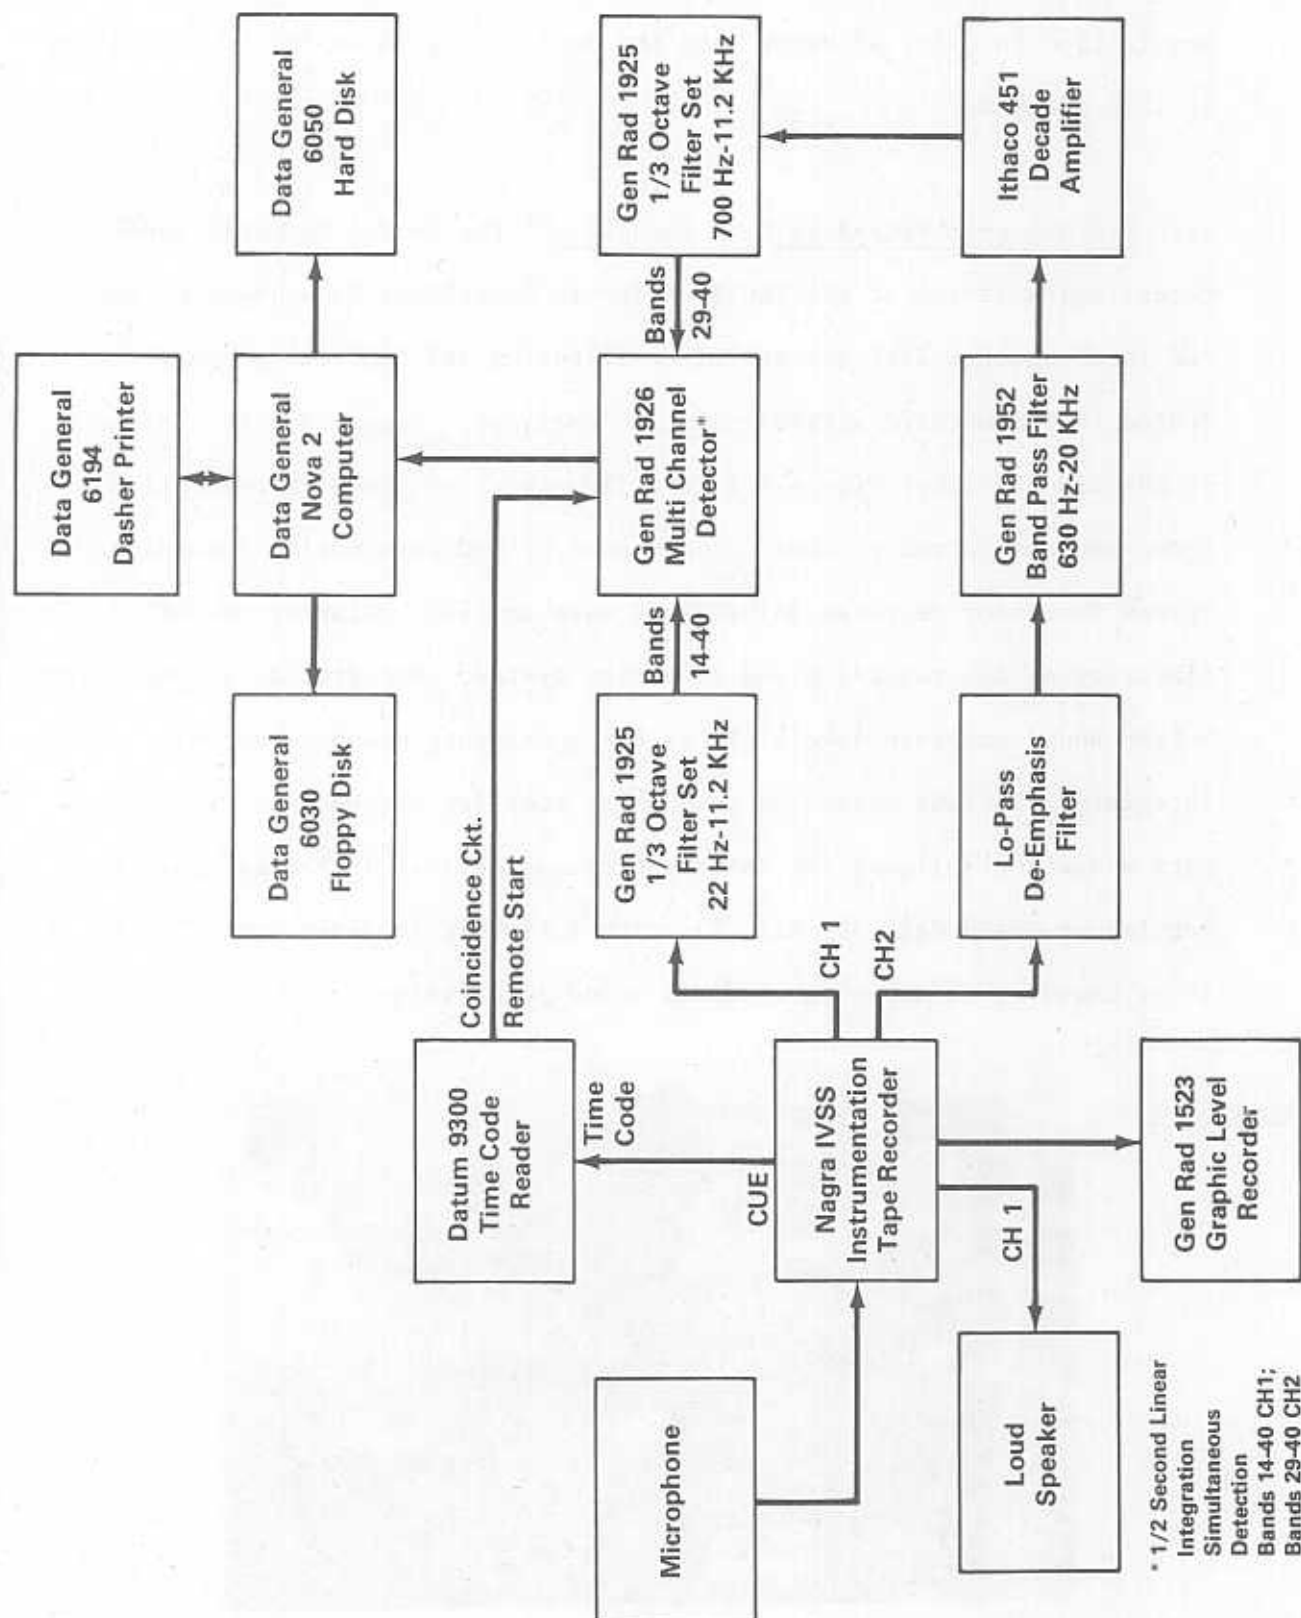 Microphone
Loud
Speaker
* 1/2 Second Linear
Integration
Simultaneous
Detection
Bands 14-40 CH1;
Bands 29-40 CH2
Datum 9300
Time Code
Reader
CUE
Time
Code
Nagra IVSS
Instrumentation
Tape Recorder
CH 1
Gen Rad 1523
Graphic Level
Recorder
Coincidence Ckt.
Remote Start
CH 1
CH2
Data General
6030
Floppy Disk
Gen Rad 1925
1/3 Octave
Filter Set
22 Hz-11.2 KHz
Bands
14-40
Lo-Pass
De-Emphasis
Filter
Data General
6194
Dasher Printer
Data General
Nova 2
Computer
Gen Rad 1926
Multi Channel
Detector*
Gen Rad 1952
Band Pass Filter
630 Hz-20 KHz
Bands
29-40
Data General
6050
Hard Disk
Gen Rad 1925
1/3 Octave
Filter Set
700 Hz-11.2 KHz
Ithaco 451
Decade
Amplifier